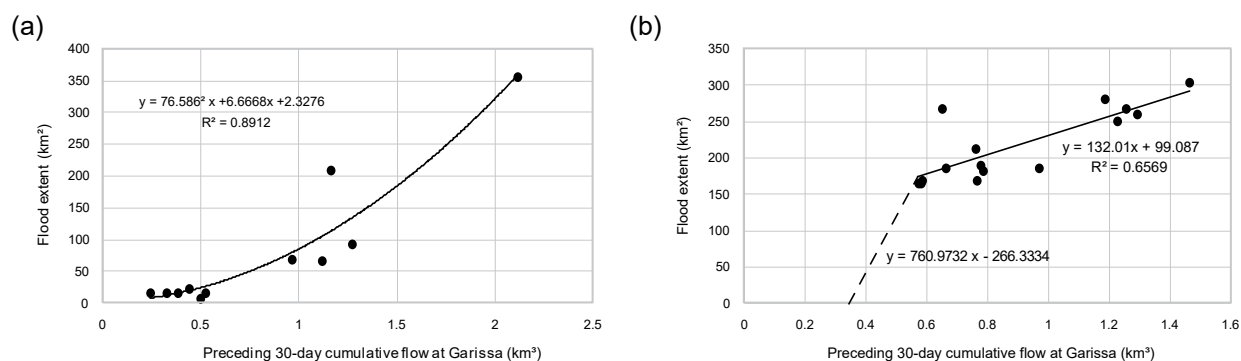 (a)
400
350
300
250
200
150
100
50
0
Flood extent (km²)
y = 76.586² x +6.6668x +2.3276
R² = 0.8912
0 0.5 1 1.5 2 2.5
Preceding 30-day cumulative flow at Garissa (km³)
(b)
350
300
250
200
150
100
50
0
Flood extent (km²)
y = 132.01x + 99.087
R² = 0.6569
y = 760.9732 x - 266.3334
0 0.2 0.4 0.6 0.8 1 1.2 1.4 1.6
Preceding 30-day cumulative flow at Garissa (km³)